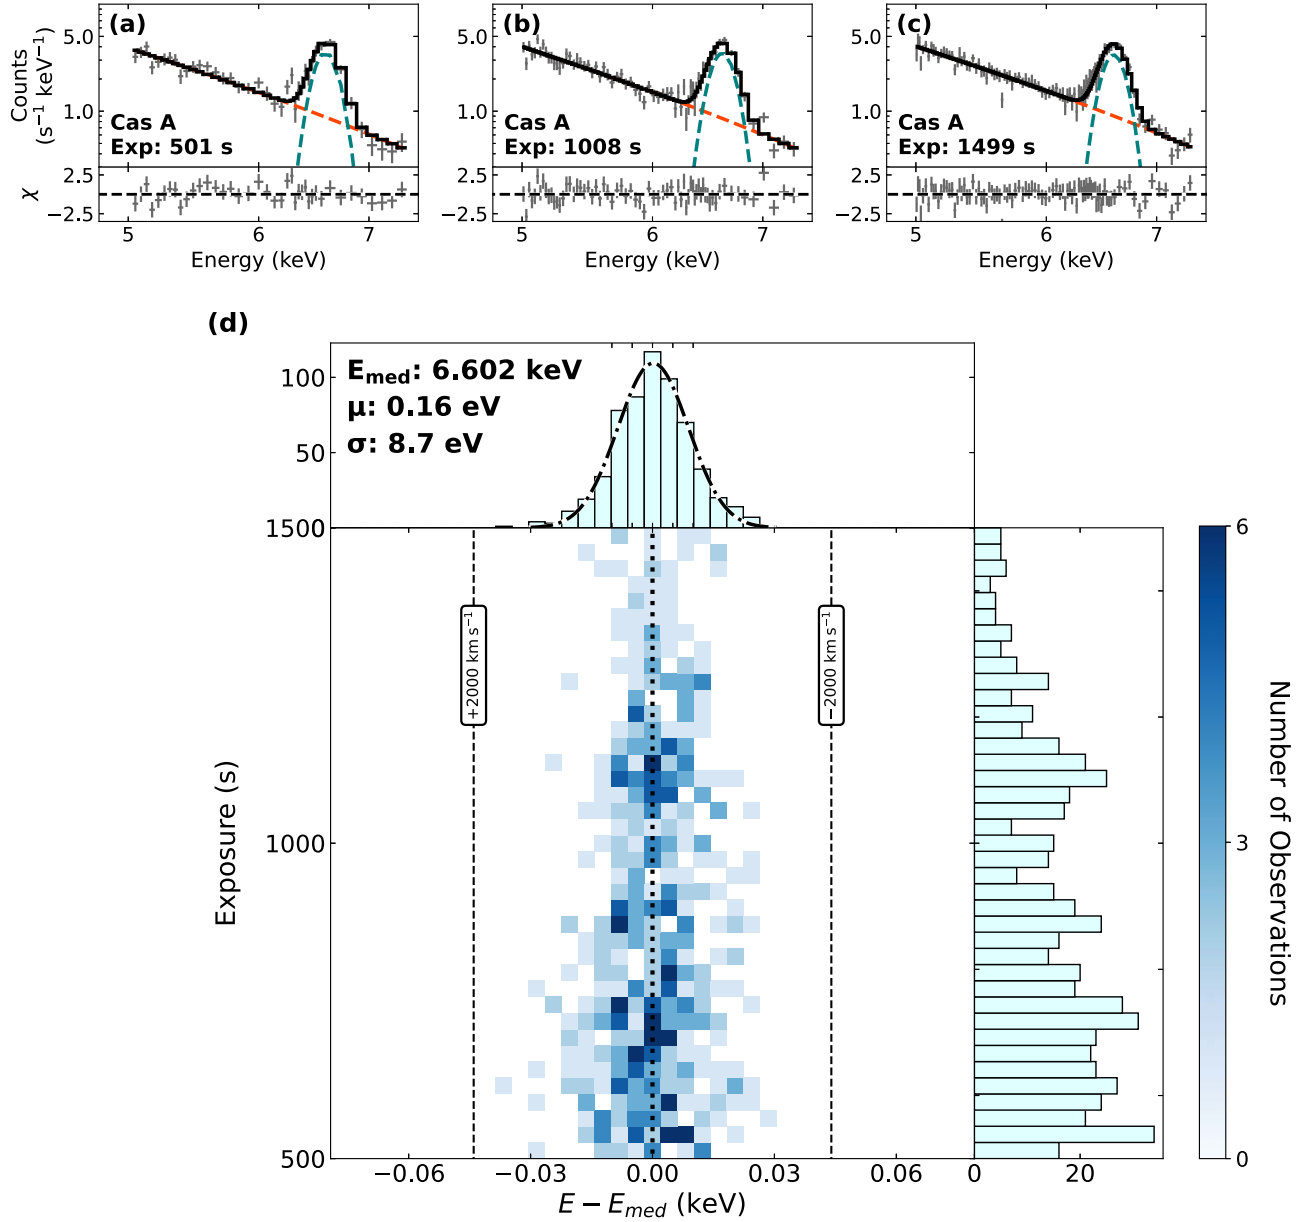 (a)
(b)
(c)
Counts
(s⁻¹ keV⁻¹)
5.0
1.0
Cas A
Exp: 501 s
5.0
1.0
Cas A
Exp: 1008 s
5.0
1.0
Cas A
Exp: 1499 s
χ
2.5
−2.5
2.5
−2.5
2.5
−2.5
5 6 7
5 6 7
5 6 7
Energy (keV)
Energy (keV)
Energy (keV)
(d)
E_med: 6.602 keV
μ: 0.16 eV
σ: 8.7 eV
100
50
0
1500
1000
500
Exposure (s)
+2000 km s⁻¹
−2000 km s⁻¹
−0.06 −0.03 0.00 0.03 0.06
E − E_med (keV)
0 20
6
3
0
Number of Observations